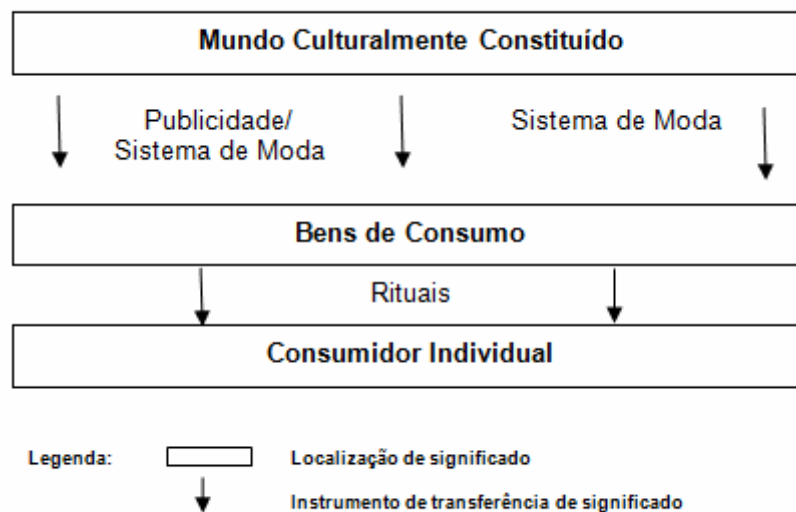 Mundo Culturalmente Constituído
Publicidade/
Sistema de Moda
Sistema de Moda
Bens de Consumo
Rituais
Consumidor Individual
Legenda:
Localização de significado
Instrumento de transferência de significado